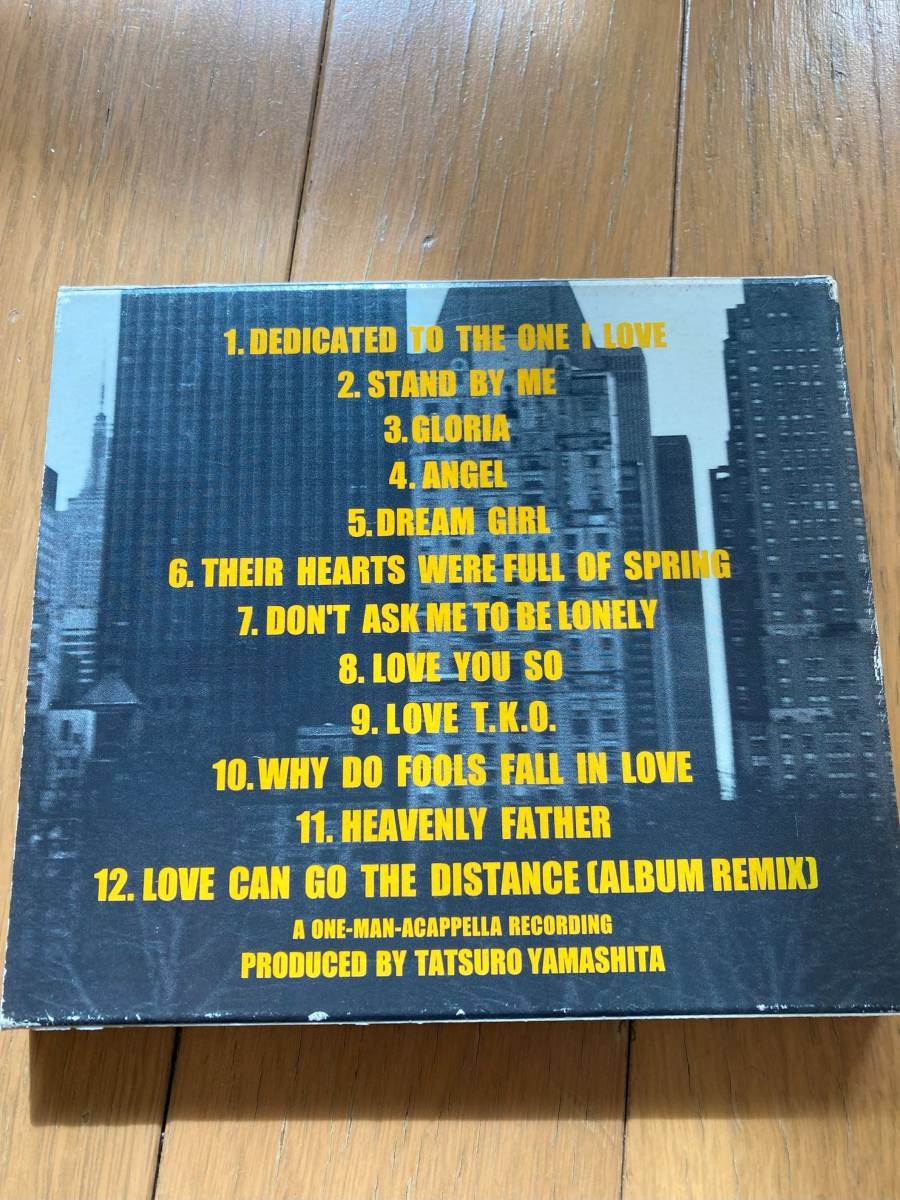 1. DEDICATED TO THE ONE I LOVE
2. STAND BY ME
3. GLORIA
4. ANGEL
5. DREAM GIRL
6. THEIR HEARTS WERE FULL OF SPRING
7. DON'T ASK ME TO BE LONELY
8. LOVE YOU SO
9. LOVE T.K.O.
10. WHY DO FOOLS FALL IN LOVE
11. HEAVENLY FATHER
12. LOVE CAN GO THE DISTANCE (ALBUM REMIX)
A ONE-MAN-ACAPPELLA RECORDING
PRODUCED BY TATSURO YAMASHITA